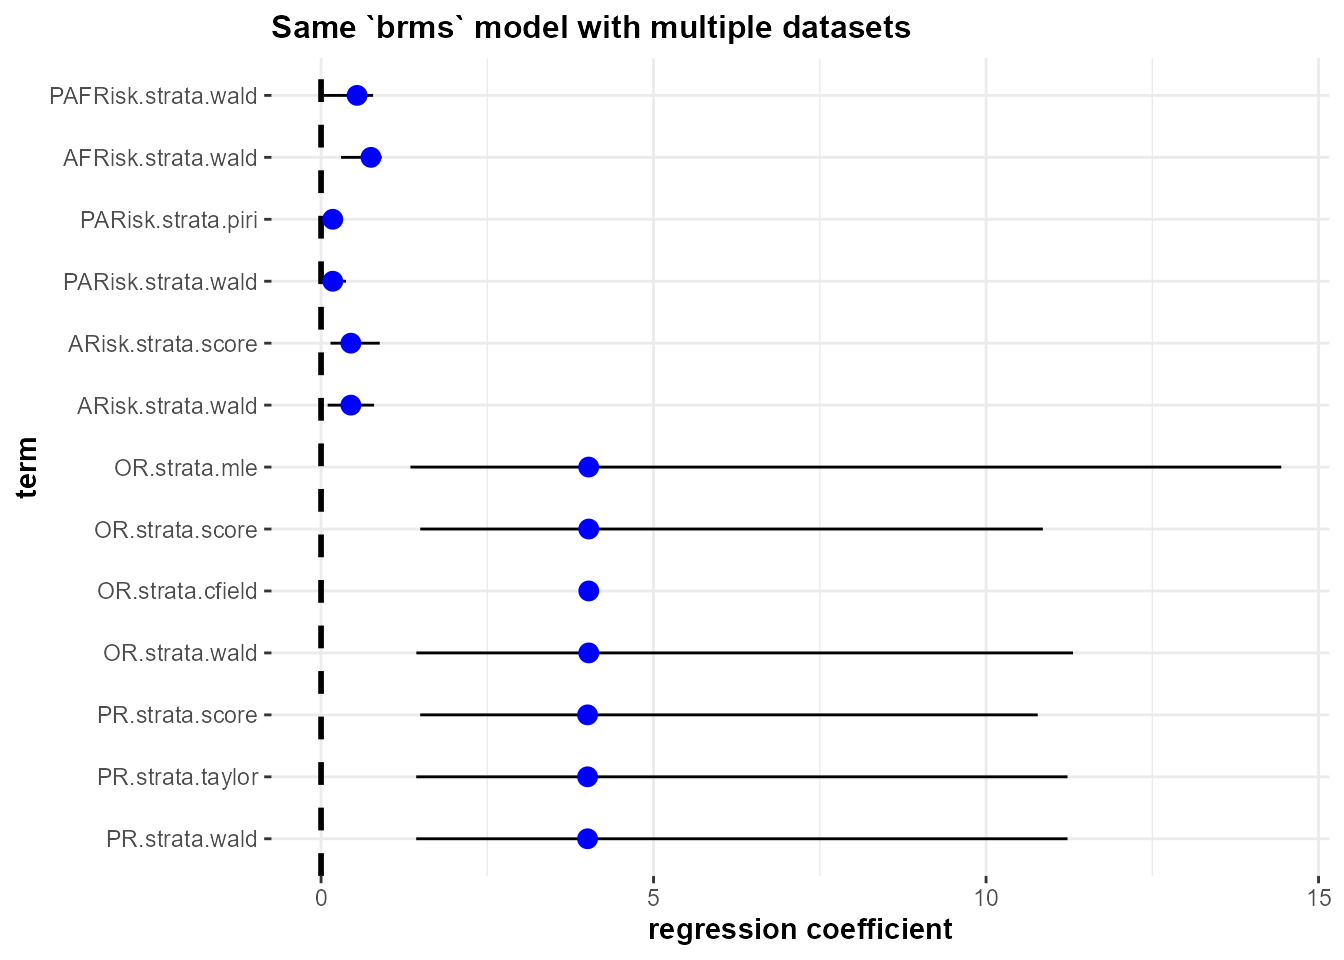 Same `brms` model with multiple datasets
PAFRisk.strata.wald
AFRisk.strata.wald
PARisk.strata.piri
PARisk.strata.wald
ARisk.strata.score
ARisk.strata.wald
OR.strata.mle
OR.strata.score
OR.strata.cfield
OR.strata.wald
PR.strata.score
PR.strata.taylor
PR.strata.wald
term
0 5 10 15
regression coefficient